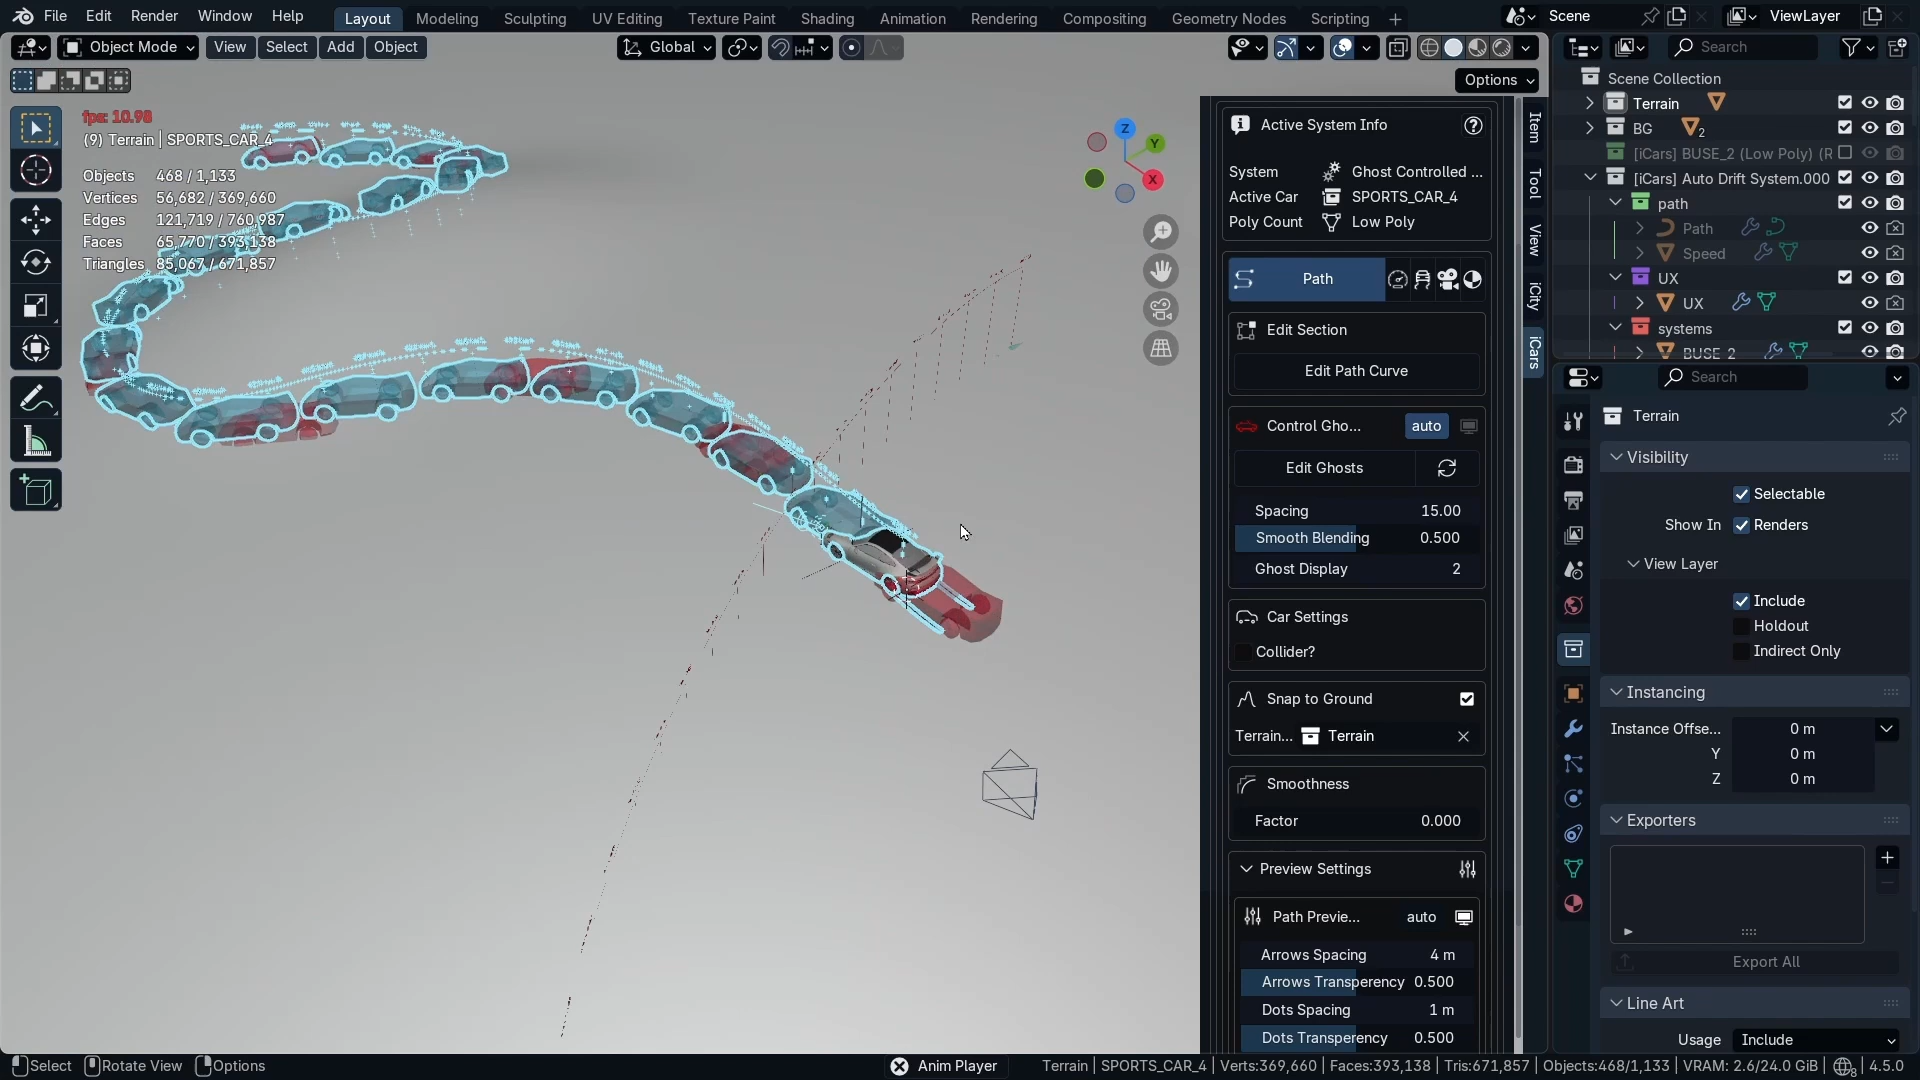 File Edit Render Window Help
Layout Modeling Sculpting UV Editing Texture Paint Shading Animation Rendering Compositing Geometry Nodes Scripting
Scene
ViewLayer
Object Mode View Select Add Object
Global
Search
Options
Scene Collection
Terrain
BG 2
[iCars] BUSE_2 (Low Poly) (R
[iCars] Auto Drift System.000
path
Path
Speed
UX
UX
systems
BUSE_2
fps: 10.98
(9) Terrain | SPORTS_CAR_4
Objects 468 / 1,133
Vertices 56,682 / 369,660
Edges 121,719 / 760,987
Faces 65,770 / 393,138
Triangles 85,067 / 671,857
Z
Y
X
Active System Info
System Ghost Controlled ...
Active Car SPORTS_CAR_4
Poly Count Low Poly
Path
Edit Section
Edit Path Curve
Control Gho... auto
Edit Ghosts
Spacing 15.00
Smooth Blending 0.500
Ghost Display 2
Car Settings
Collider?
Snap to Ground
Terrain... Terrain
Smoothness
Factor 0.000
Preview Settings
Path Previe... auto
Arrows Spacing 4 m
Arrows Transparency 0.500
Dots Spacing 1 m
Dots Transparency 0.500
Item
Tool
View
iCity
iCars
Search
Terrain
Visibility
Selectable
Show In Renders
View Layer
Include
Holdout
Indirect Only
Instancing
Instance Offse... 0 m
Y 0 m
Z 0 m
Exporters
Export All
Line Art
Usage Include
Select Rotate View Options
Anim Player
Terrain | SPORTS_CAR_4 | Verts:369,660 | Faces:393,138 | Tris:671,857 | Objects:468/1,133 | VRAM: 2.6/24.0 GiB | 8 | 4.5.0